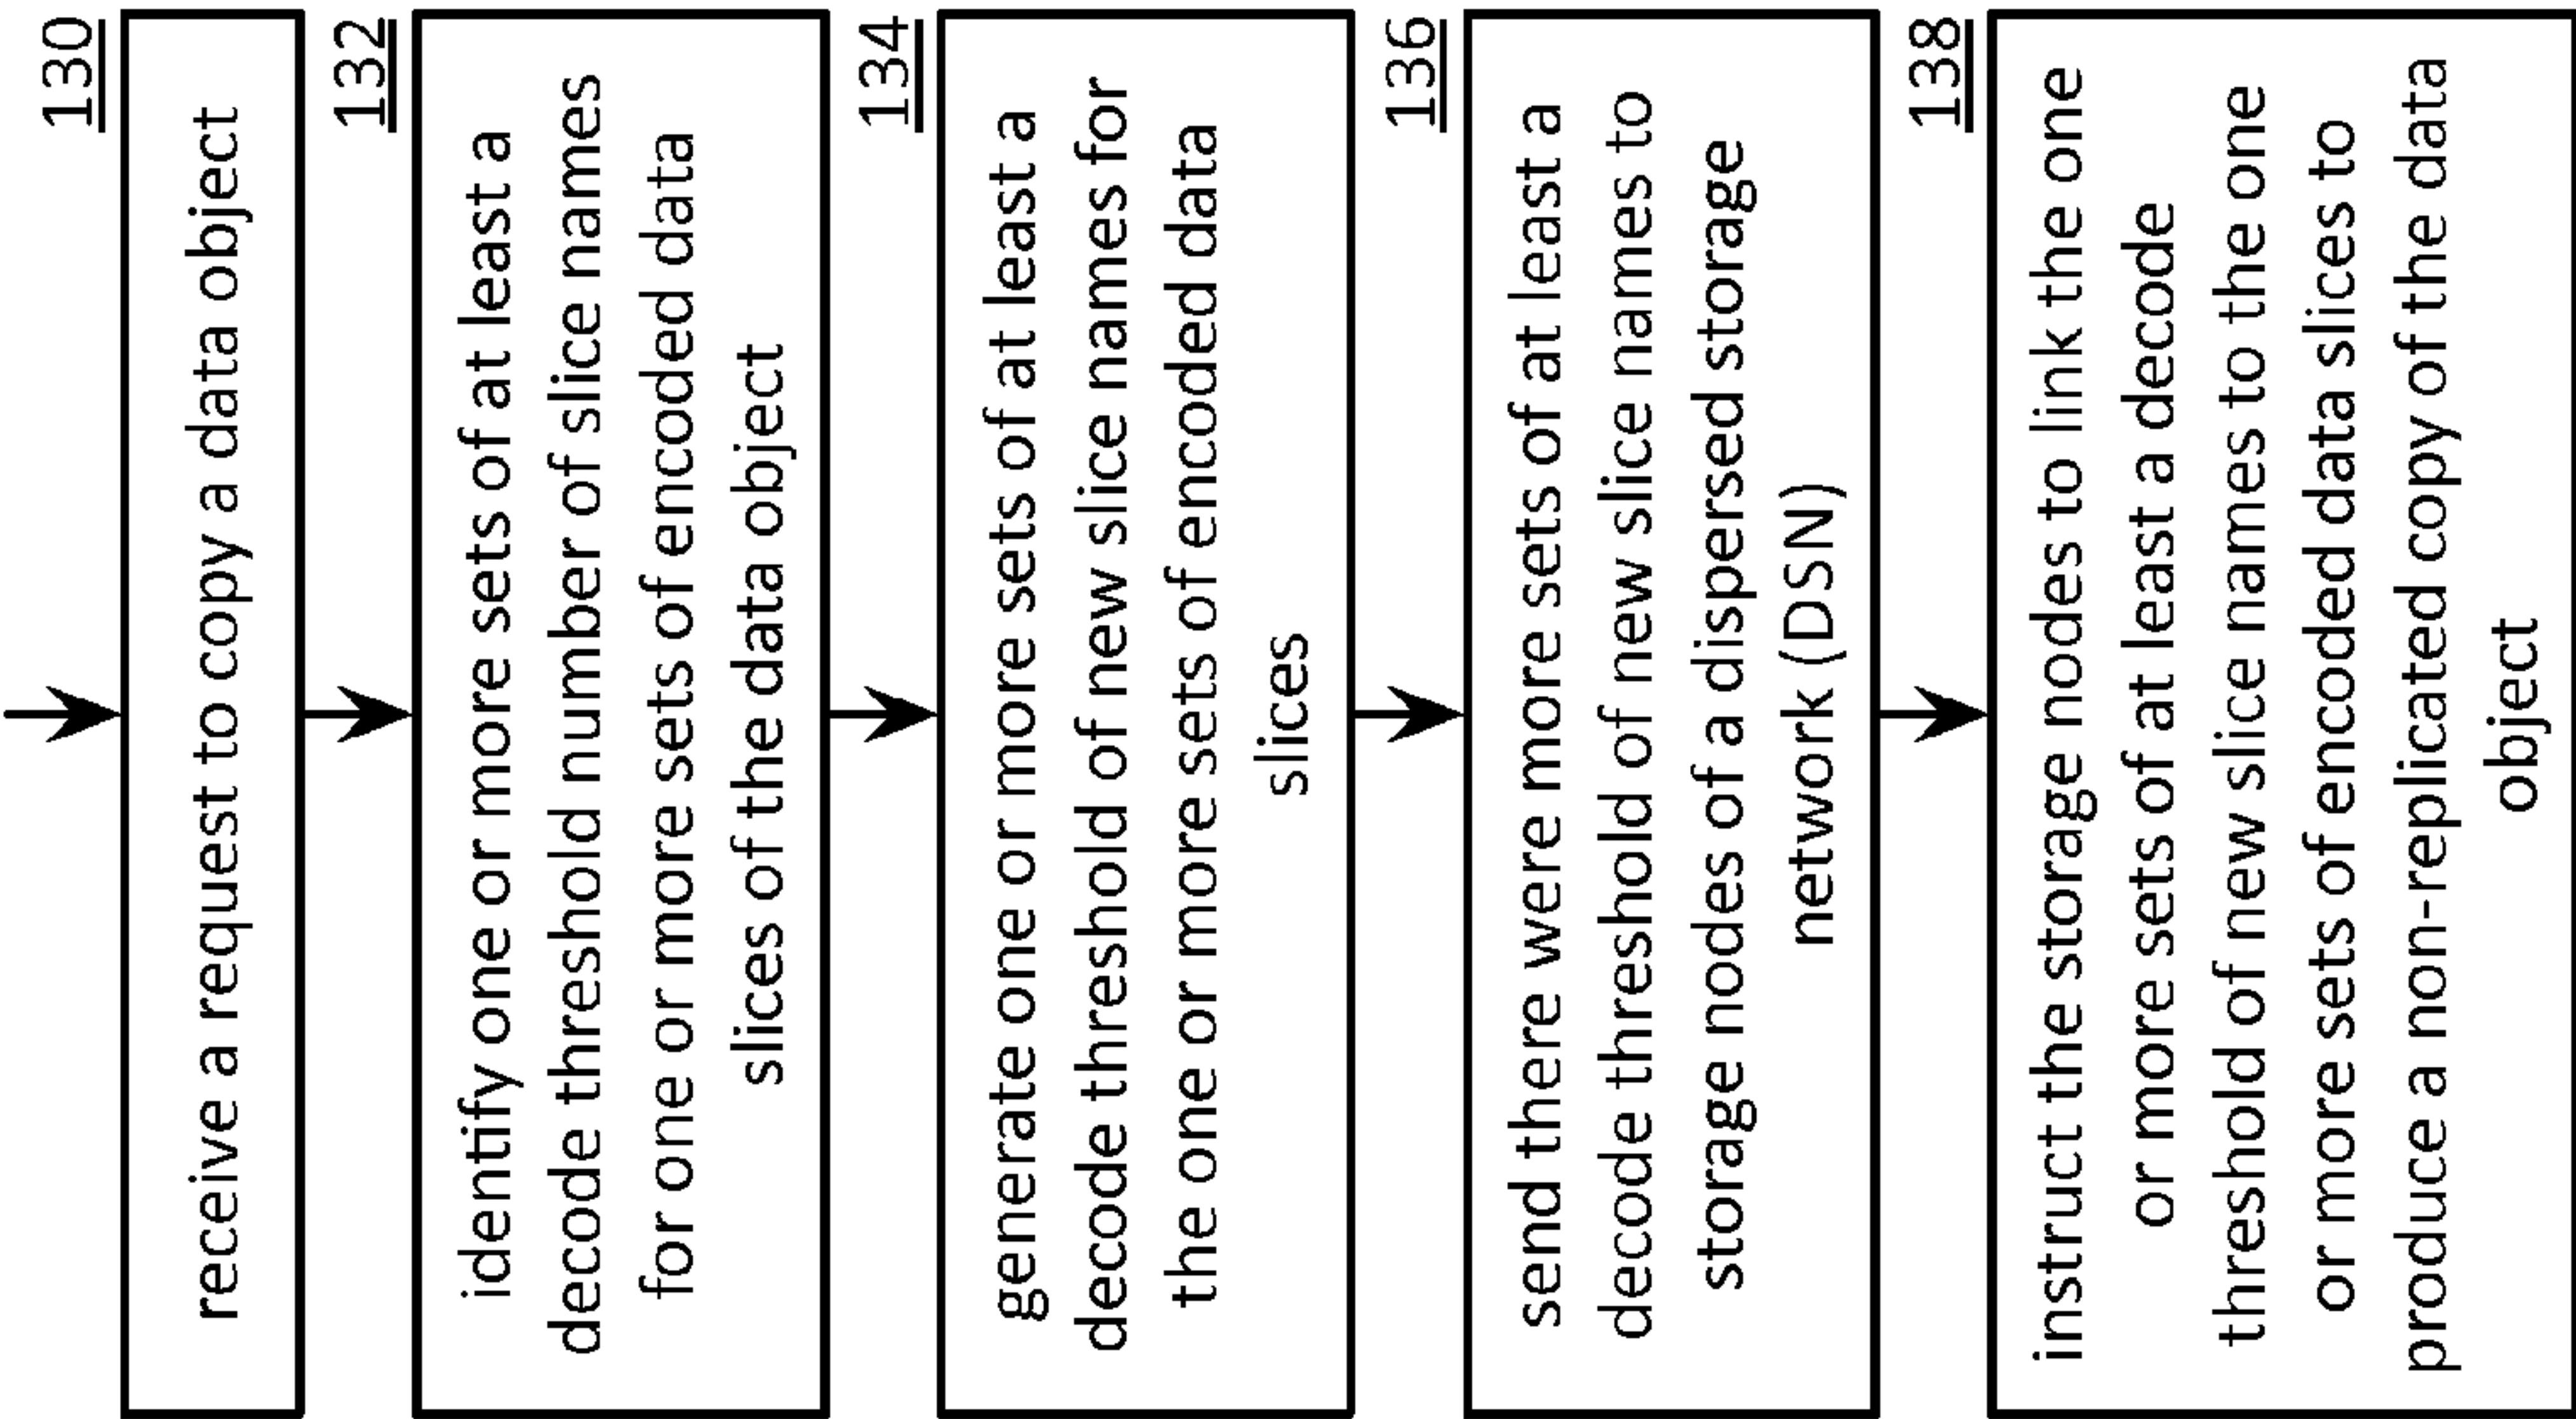 130
receive a request to copy a data object
132
identify one or more sets of at least a
decode threshold number of slice names
for one or more sets of encoded data
slices of the data object
134
generate one or more sets of at least a
decode threshold of new slice names for
the one or more sets of encoded data
slices
136
send there were more sets of at least a
decode threshold of new slice names to
storage nodes of a dispersed storage
network (DSN)
138
instruct the storage nodes to link the one
or more sets of at least a decode
threshold of new slice names to the one
or more sets of encoded data slices to
produce a non-replicated copy of the data
object